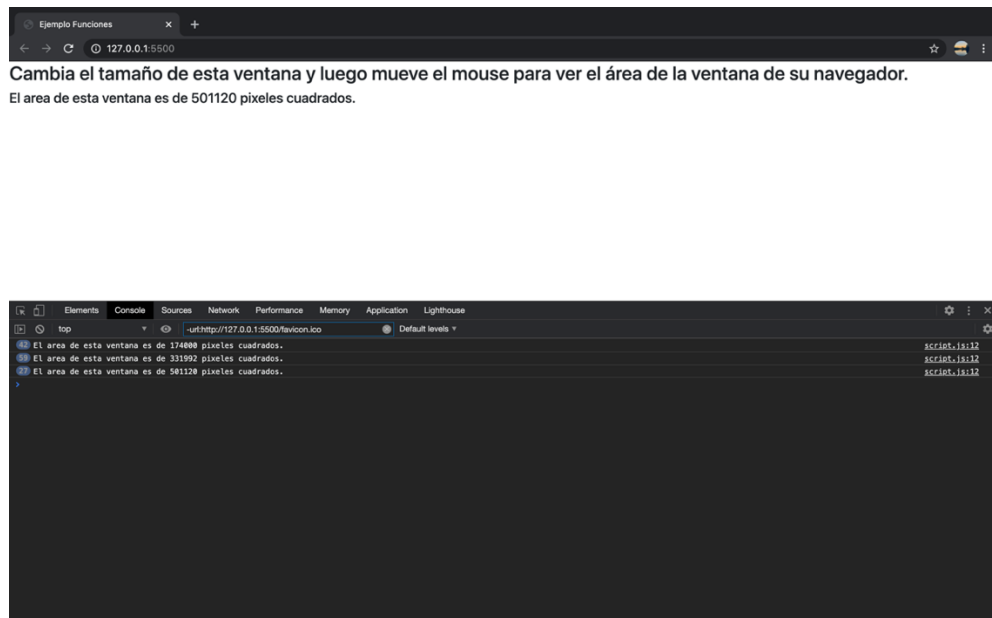 Ejemplo Funciones
127.0.0.1:5500
Cambia el tamaño de esta ventana y luego mueve el mouse para ver el área de la ventana de su navegador.
El area de esta ventana es de 501120 pixeles cuadrados.
Elements Console Sources Network Performance Memory Application Lighthouse
top -url:http://127.0.0.1:5500/favicon.ico Default levels
42 El area de esta ventana es de 174000 pixeles cuadrados. script.js:12
59 El area de esta ventana es de 331992 pixeles cuadrados. script.js:12
27 El area de esta ventana es de 501120 pixeles cuadrados. script.js:12